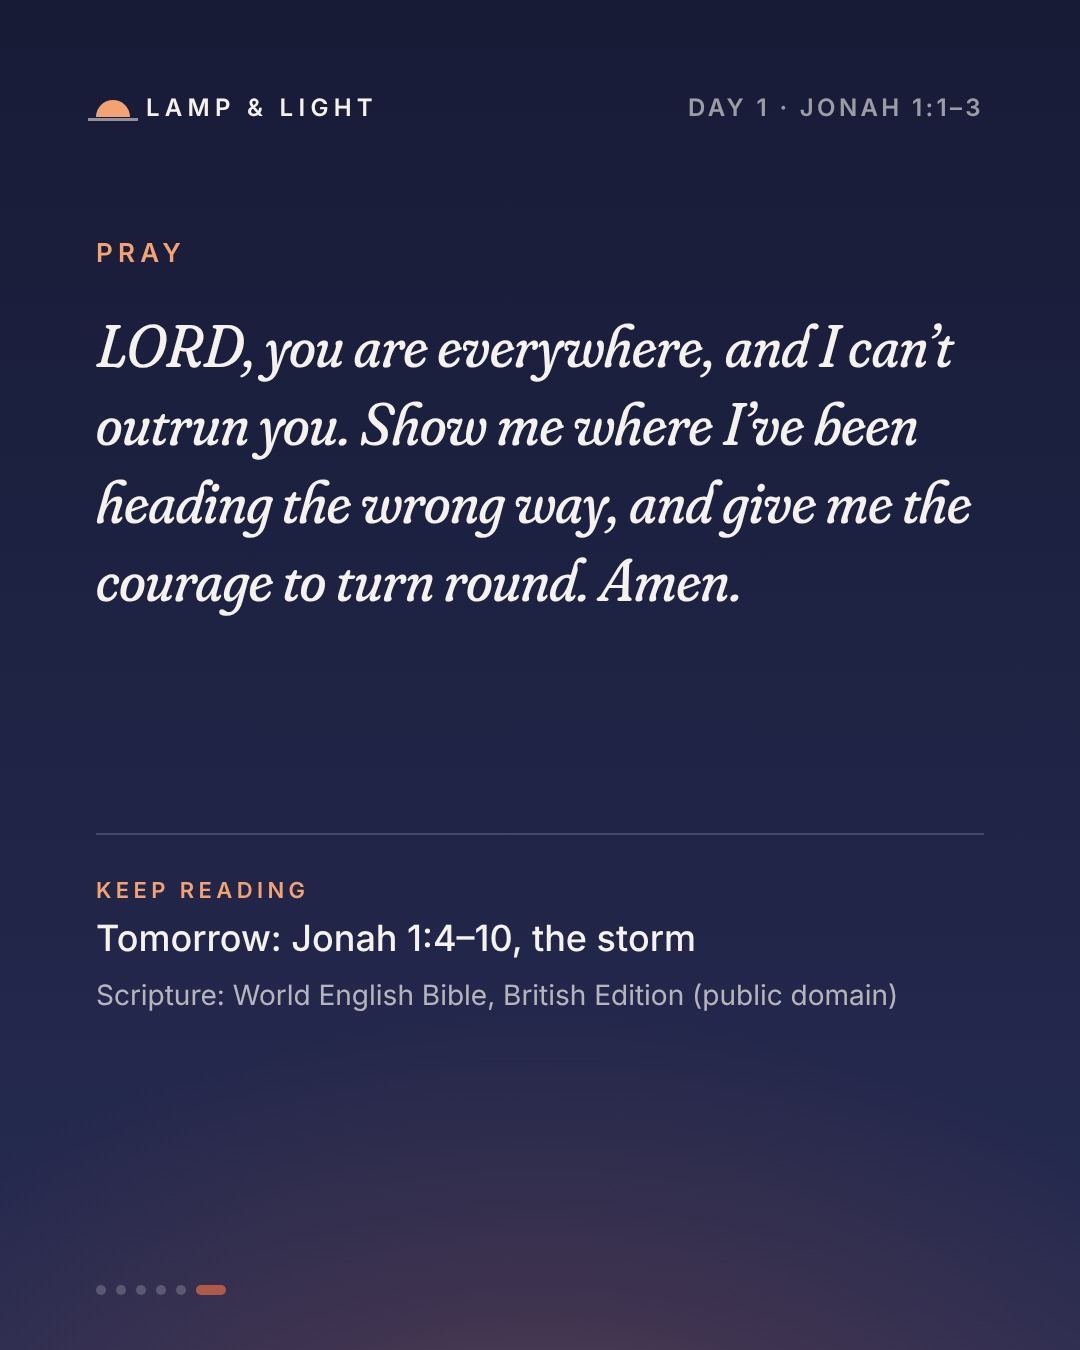 LAMP & LIGHT
DAY 1 · JONAH 1:1–3
PRAY
LORD, you are everywhere, and I can’t
outrun you. Show me where I’ve been
heading the wrong way, and give me the
courage to turn round. Amen.
KEEP READING
Tomorrow: Jonah 1:4–10, the storm
Scripture: World English Bible, British Edition (public domain)